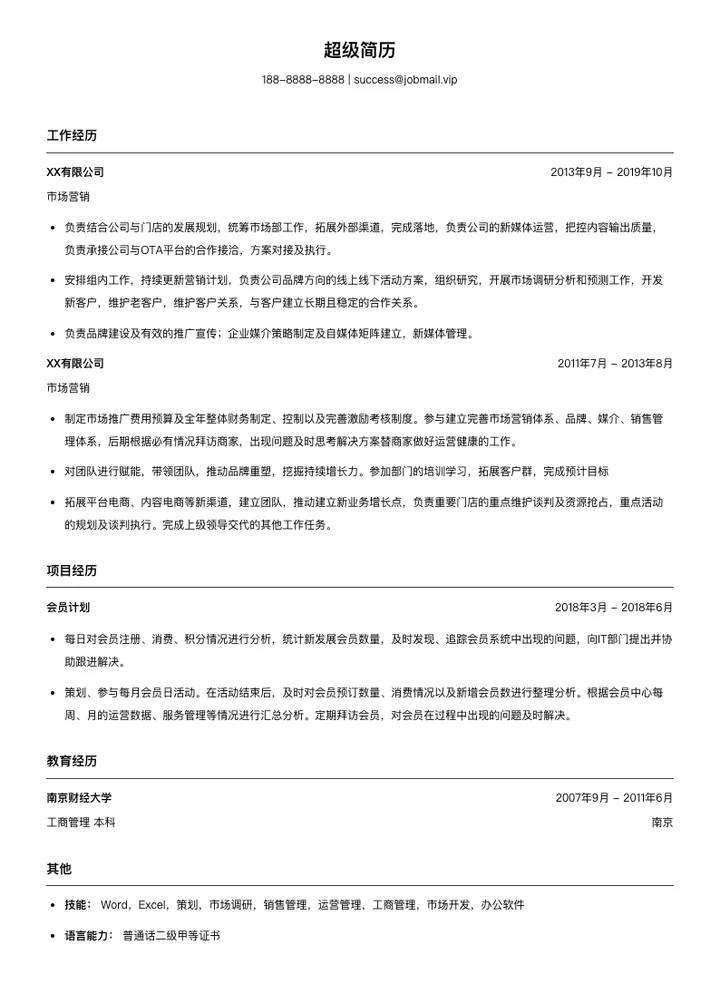 超级简历
188-8888-8888 | success@jobmail.vip
工作经历
XX有限公司 2013年9月 – 2019年10月
市场营销
• 负责结合公司与门店的发展规划，统筹市场部工作，拓展外部渠道，完成落地，负责公司的新媒体运营，把控内容输出质量，
负责承接公司与OTA平台的合作接洽，方案对接及执行。
• 安排组内工作，持续更新营销计划，负责公司品牌方向的线上线下活动方案，组织研究，开展市场调研分析和预测工作，开发
新客户，维护老客户，维护客户关系，与客户建立长期且稳定的合作关系。
• 负责品牌建设及有效的推广宣传；企业媒介策略制定及自媒体矩阵建立，新媒体管理。
XX有限公司 2011年7月 – 2013年8月
市场营销
• 制定市场推广费用预算及全年整体财务制定、控制以及完善激励考核制度。参与建立完善市场营销体系、品牌、媒介、销售管
理体系，后期根据必有情况拜访商家，出现问题及时思考解决方案替商家做好运营健康的工作。
• 对团队进行赋能，带领团队，推动品牌重塑，挖掘持续增长力。参加部门的培训学习，拓展客户群，完成预计目标
• 拓展平台电商、内容电商等新渠道，建立团队，推动建立新业务增长点，负责重要门店的重点维护谈判及资源抢占，重点活动
的规划及谈判执行。完成上级领导交代的其他工作任务。
项目经历
会员计划 2018年3月 – 2018年6月
• 每日对会员注册、消费、积分情况进行分析，统计新发展会员数量，及时发现、追踪会员系统中出现的问题，向IT部门提出并协
助跟进解决。
• 策划、参与每月会员日活动。在活动结束后，及时对会员预订数量、消费情况以及新增会员数进行整理分析。根据会员中心每
周、月的运营数据、服务管理等情况进行汇总分析。定期拜访会员，对会员在过程中出现的问题及时解决。
教育经历
南京财经大学 2007年9月 – 2011年6月
工商管理 本科 南京
其他
• 技能： Word，Excel，策划，市场调研，销售管理，运营管理，工商管理，市场开发，办公软件
• 语言能力： 普通话二级甲等证书